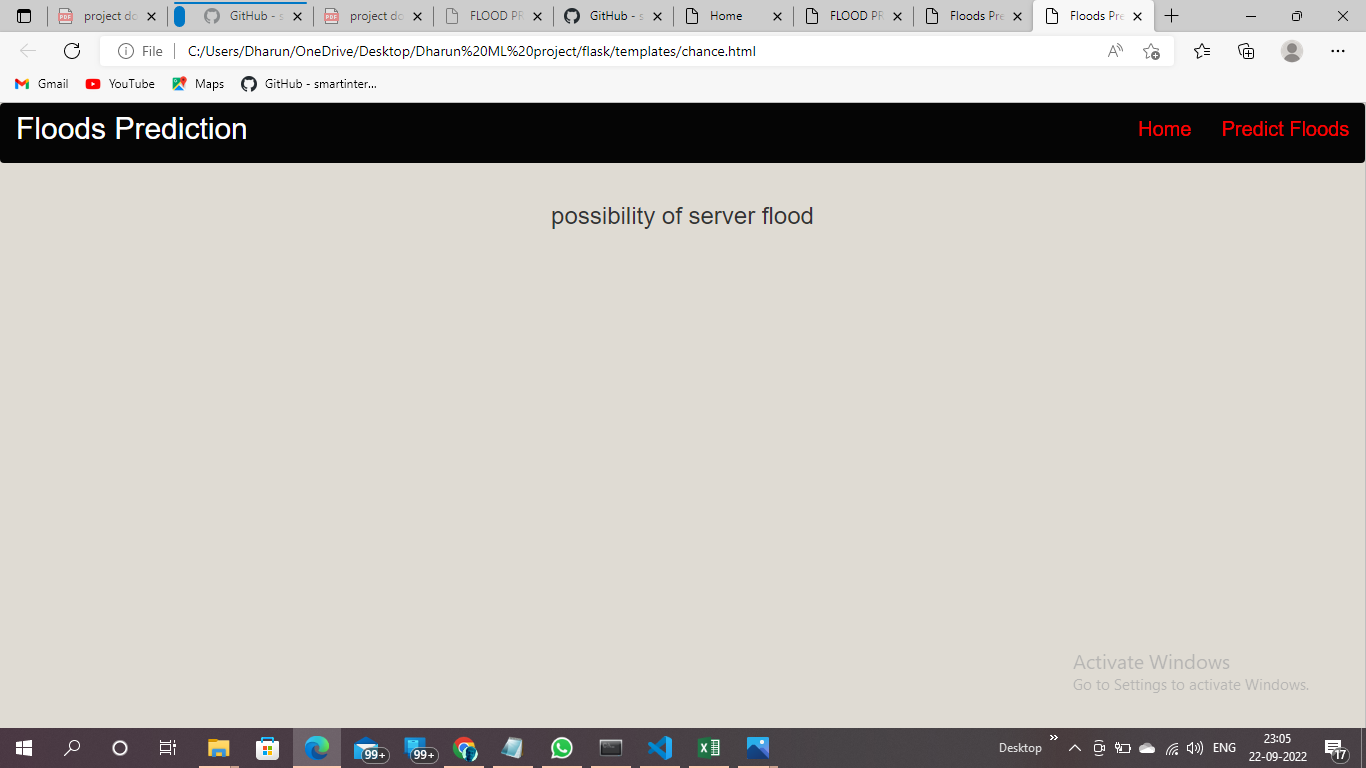 project dc
GitHub - s
project dc
FLOOD PR
GitHub - s
Home
FLOOD PR
Floods Pre
Floods Pre
File
C:/Users/Dharun/OneDrive/Desktop/Dharun%20ML%20project/flask/templates/chance.html
Gmail
YouTube
Maps
GitHub - smartinter...
Floods Prediction
Home
Predict Floods
possibility of server flood
Activate Windows
Go to Settings to activate Windows.
99+
99+
Desktop
ENG
23:05
22-09-2022
17